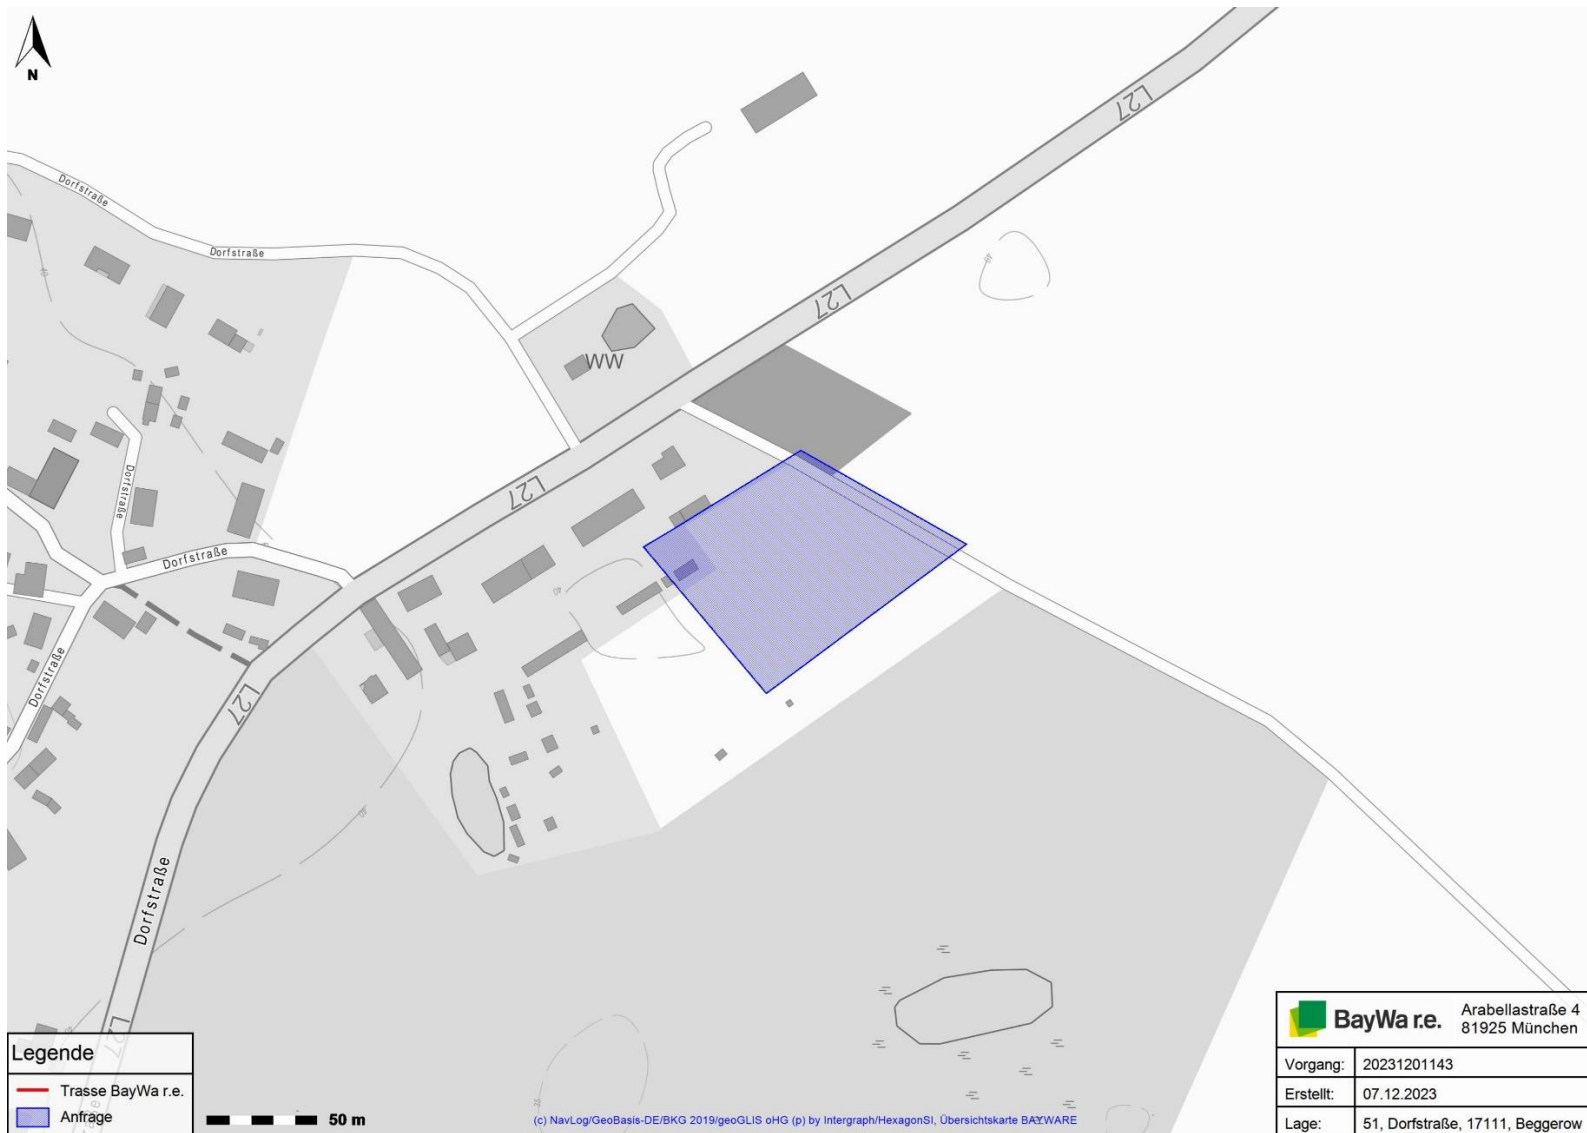 N
L27
Dorfstraße
Dorfstraße
L27
WW
L27
Dorfstraße
Dorfstraße
Dorfstraße
L27
Dorfstraße
L27
Legende
Trasse BayWa r.e.
Anfrage
50 m
(c) NavLog/GeoBasis-DE/BKG 2019/geoGLIS oHG (p) by Intergraph/HexagonSI, Übersichtskarte BAYWARE
BayWa r.e.
Arabellastraße 4
81925 München
Vorgang: 20231201143
Erstellt: 07.12.2023
Lage: 51, Dorfstraße, 17111, Beggerow